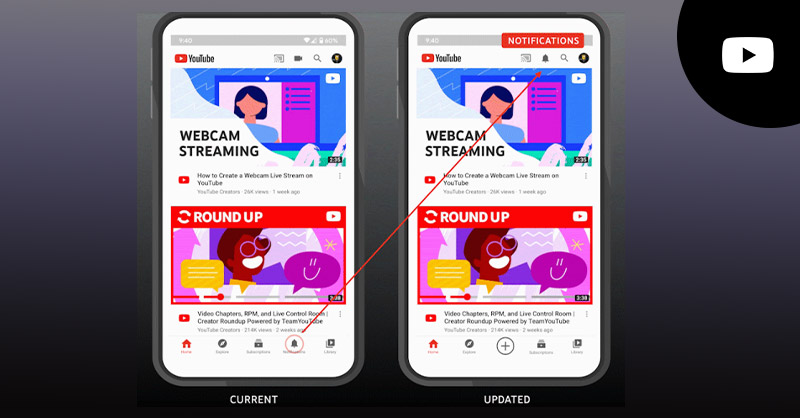 9:40
60%
YouTube
WEBCAM
STREAMING
2:35
How to Create a Webcam Live Stream on
YouTube
YouTube Creators · 26K views · 1 week ago
ROUND UP
Video Chapters, RPM, and Live Control Room |
Creator Roundup Powered by TeamYouTube
YouTube Creators · 214K views · 2 weeks ago
Home
Explore
Subscriptions
Notifications
Library
CURRENT
9:40
NOTIFICATIONS
YouTube
WEBCAM
STREAMING
2:35
How to Create a Webcam Live Stream on
YouTube
YouTube Creators · 26K views · 1 week ago
ROUND UP
3:38
Video Chapters, RPM, and Live Control Room |
Creator Roundup Powered by TeamYouTube
YouTube Creators · 214K views · 2 weeks ago
Home
Explore
Subscriptions
Library
UPDATED